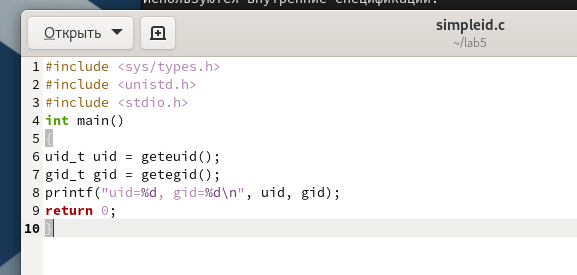 Используются внутренние спецификации.
Открыть
simpleid.c
~/lab5
1 #include <sys/types.h>
2 #include <unistd.h>
3 #include <stdio.h>
4 int main()
5 {
6 uid_t uid = geteuid();
7 gid_t gid = getegid();
8 printf("uid=%d, gid=%d\n", uid, gid);
9 return 0;
10 }